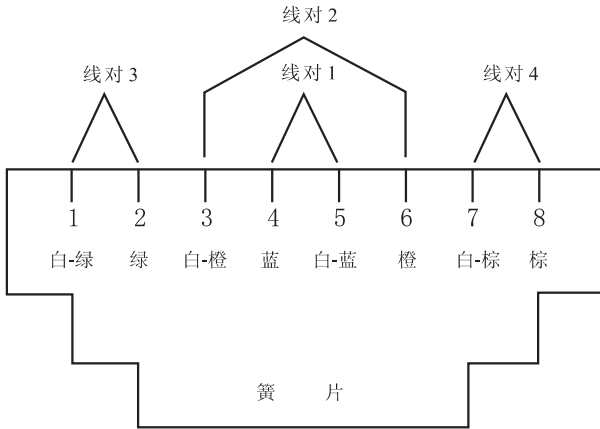 线对 2
线对 3 线对 1 线对 4
1 2 3 4 5 6 7 8
白-绿 绿 白-橙 蓝 白-蓝 橙 白-棕 棕
簧 片